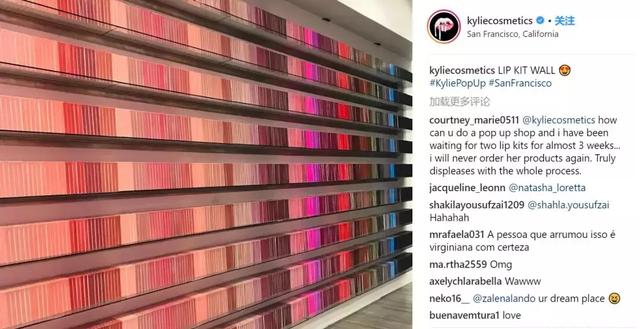 kyliecosmetics • 关注
San Francisco, California
kyliecosmetics LIP KIT WALL 😍
#KyliePopUp #SanFrancisco
加载更多评论
courtney_marie0511 @kyliecosmetics how
can u do a pop up shop and i have been
waiting for two lip kits for almost 3 weeks...
i will never order her products again. Truly
displeases with the whole process.
jacqueline_leonn @natasha_loretta
shakilayousufzai1209 @shahla.yousufzai
Hahahah
mrafaela031 A pessoa que arrumou isso é
virginiana com certeza
ma.rtha2559 Omg
axelychlarabella Wawww
neko16__ @zalenalando ur dream place 😆
buenaventura1 love